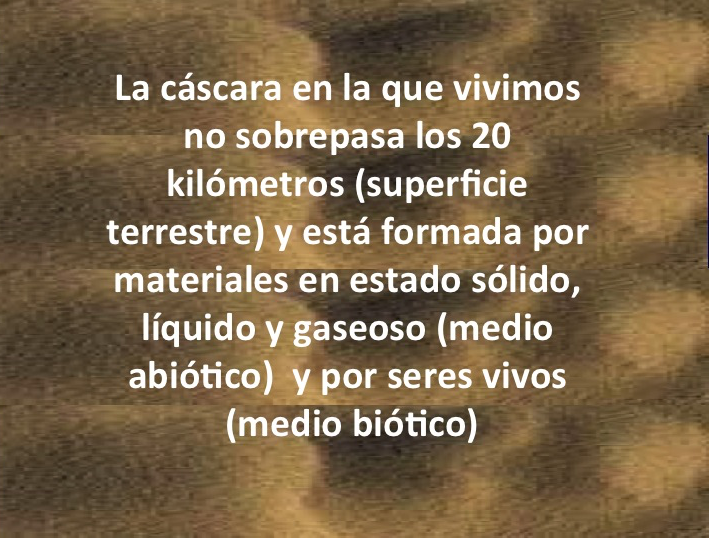 La cáscara en la que vivimos
no sobrepasa los 20
kilómetros (superficie
terrestre) y está formada por
materiales en estado sólido,
líquido y gaseoso (medio
abiótico)  y por seres vivos
(medio biótico)